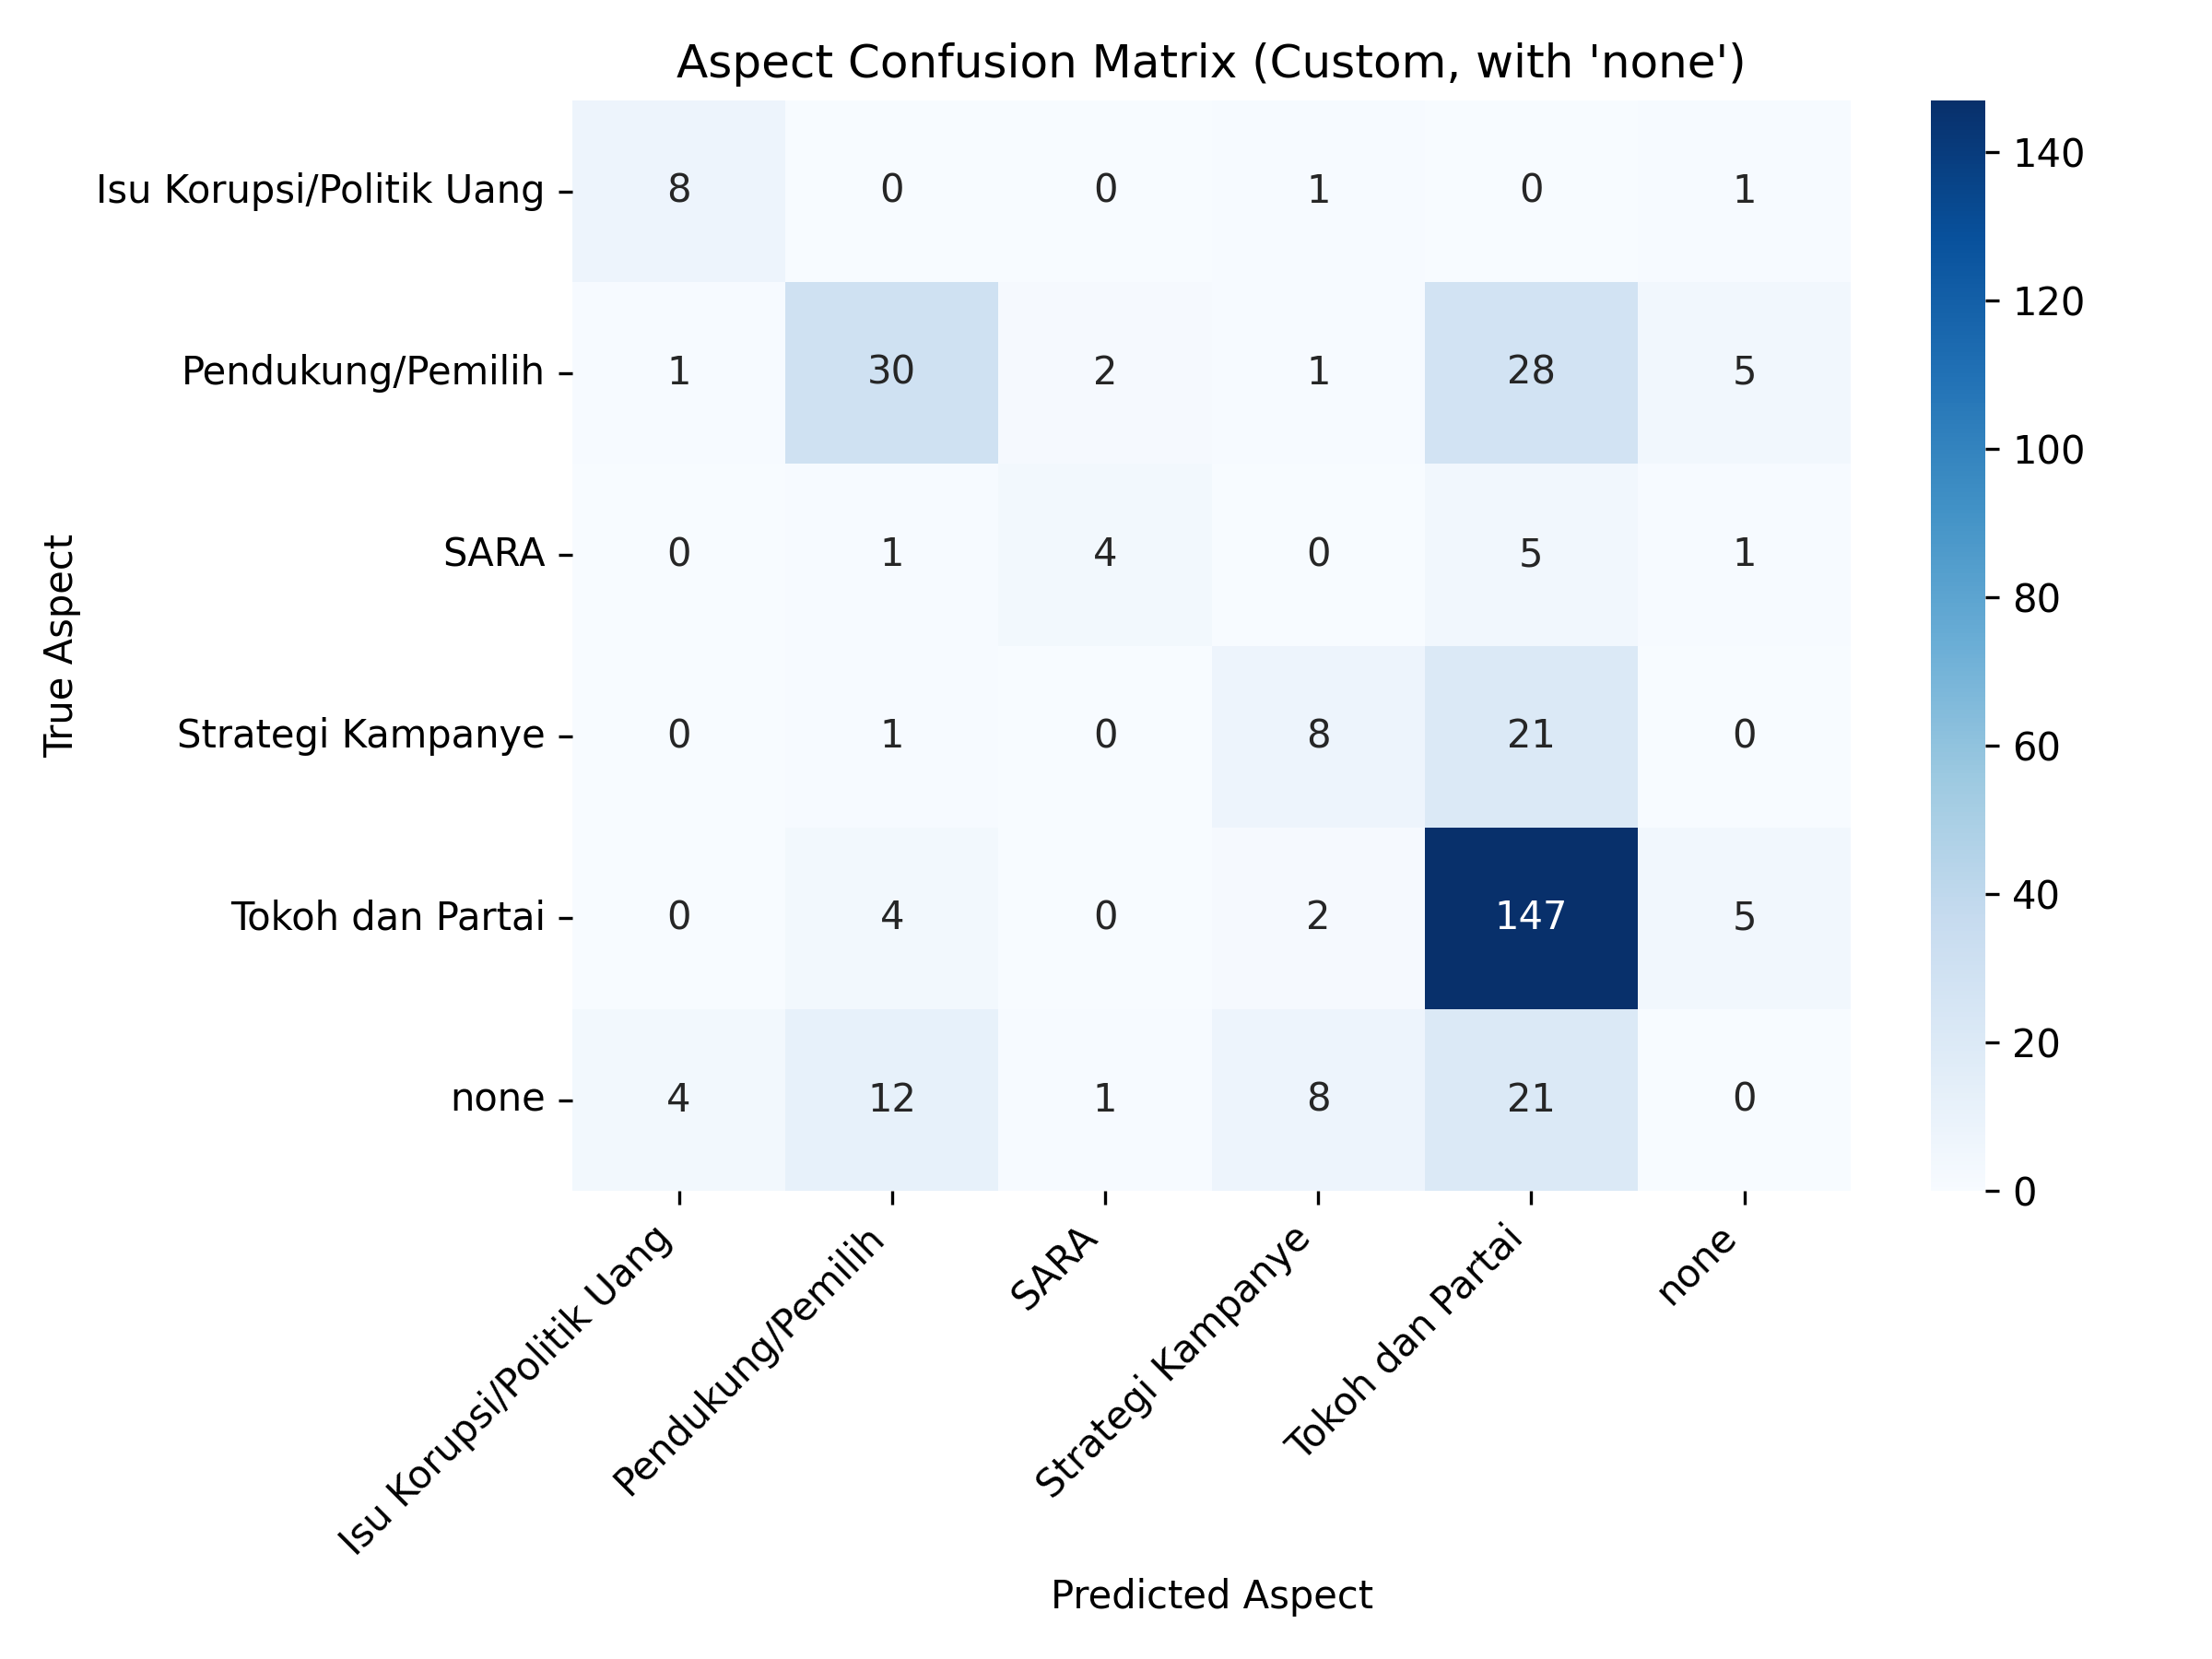 Aspect Confusion Matrix (Custom, with 'none')
True Aspect
Isu Korupsi/Politik Uang 8 0 0 1 0 1
Pendukung/Pemilih 1 30 2 1 28 5
SARA 0 1 4 0 5 1
Strategi Kampanye 0 1 0 8 21 0
Tokoh dan Partai 0 4 0 2 147 5
none 4 12 1 8 21 0
Isu Korupsi/Politik Uang
Pendukung/Pemilih
SARA
Strategi Kampanye
Tokoh dan Partai
none
Predicted Aspect
140
120
100
80
60
40
20
0